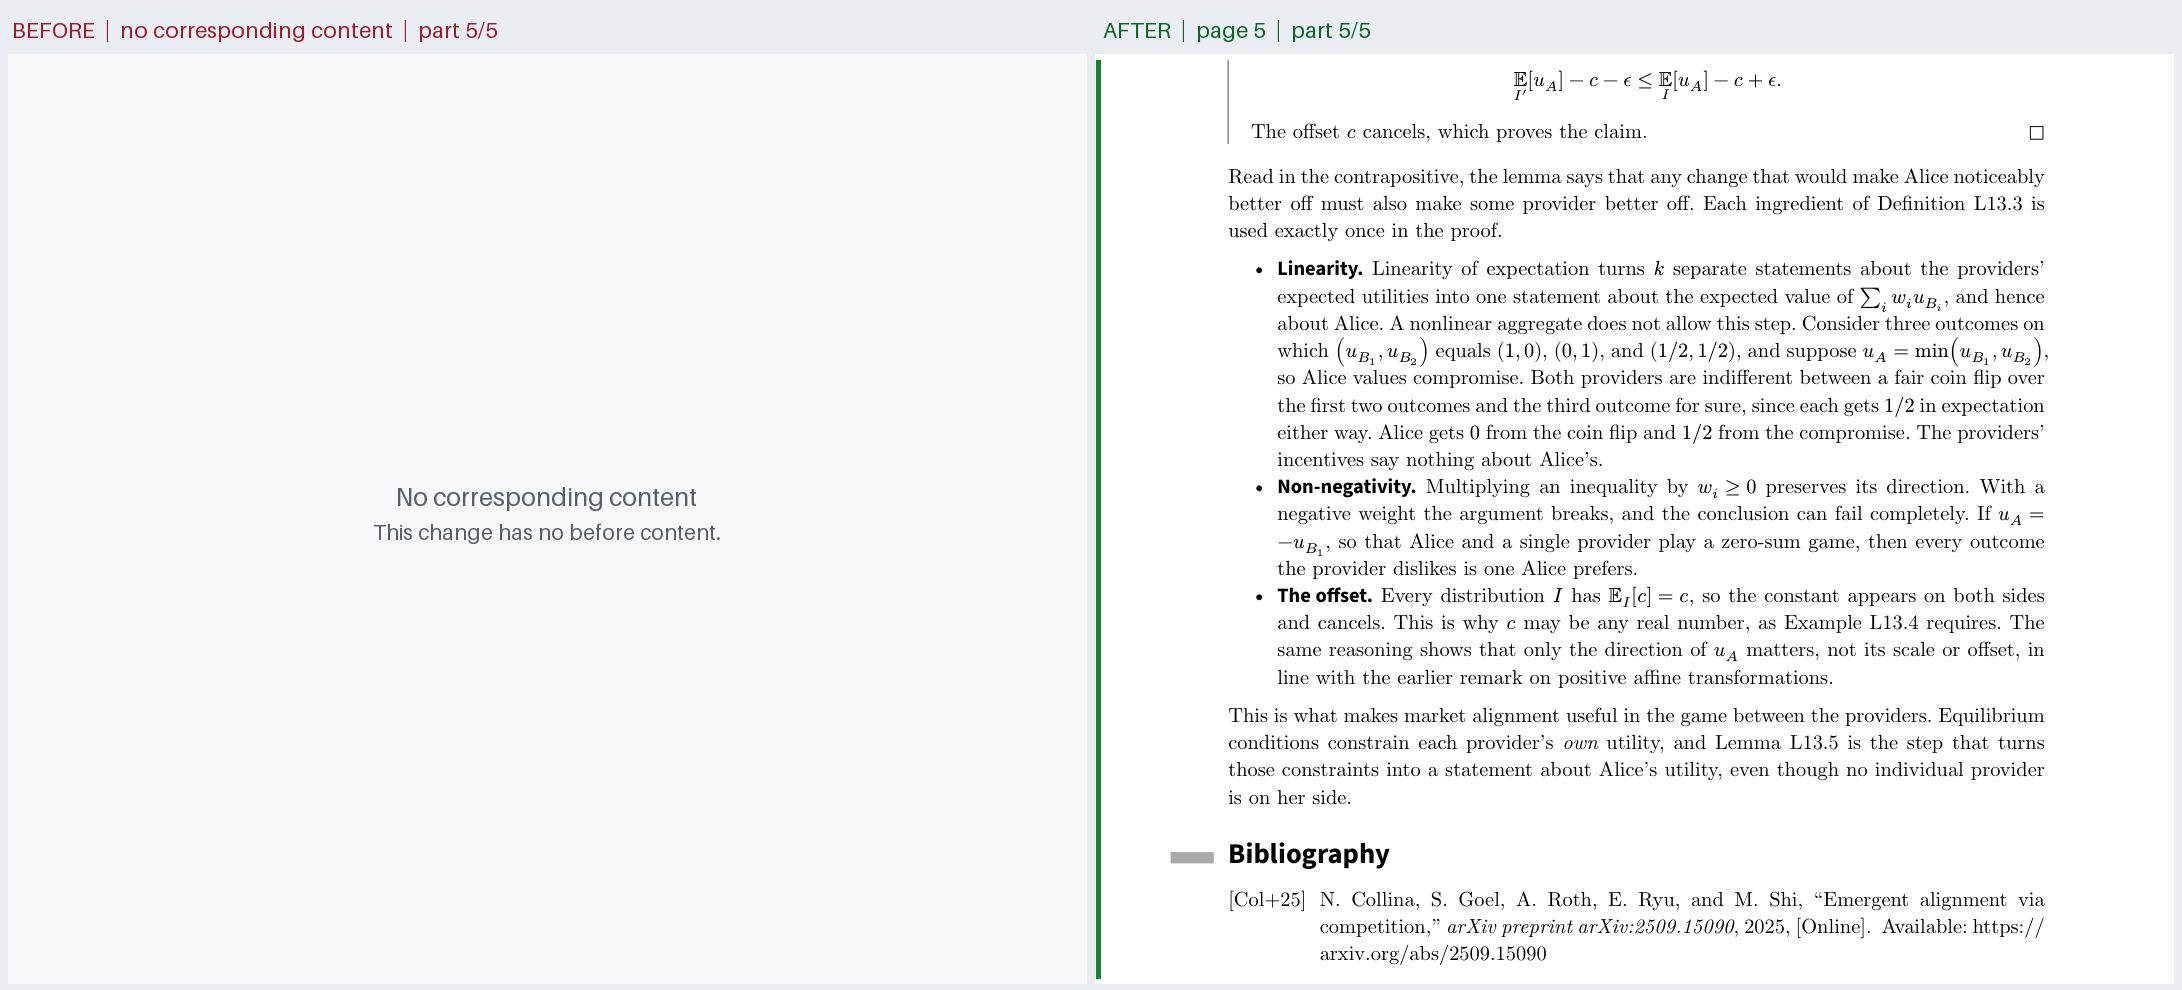 BEFORE | no corresponding content | part 5/5
No corresponding content
This change has no before content.
AFTER | page 5 | part 5/5
𝔼_{I′}[u_A] − c − ϵ ≤ 𝔼_I[u_A] − c + ϵ.
The offset c cancels, which proves the claim. □
Read in the contrapositive, the lemma says that any change that would make Alice noticeably
better off must also make some provider better off. Each ingredient of Definition L13.3 is
used exactly once in the proof.
• Linearity. Linearity of expectation turns k separate statements about the providers’
expected utilities into one statement about the expected value of ∑_i w_i u_{B_i}, and hence
about Alice. A nonlinear aggregate does not allow this step. Consider three outcomes on
which (u_{B_1}, u_{B_2}) equals (1, 0), (0, 1), and (1/2, 1/2), and suppose u_A = min(u_{B_1}, u_{B_2}),
so Alice values compromise. Both providers are indifferent between a fair coin flip over
the first two outcomes and the third outcome for sure, since each gets 1/2 in expectation
either way. Alice gets 0 from the coin flip and 1/2 from the compromise. The providers’
incentives say nothing about Alice’s.
• Non-negativity. Multiplying an inequality by w_i ≥ 0 preserves its direction. With a
negative weight the argument breaks, and the conclusion can fail completely. If u_A =
−u_{B_1}, so that Alice and a single provider play a zero-sum game, then every outcome
the provider dislikes is one Alice prefers.
• The offset. Every distribution I has 𝔼_I[c] = c, so the constant appears on both sides
and cancels. This is why c may be any real number, as Example L13.4 requires. The
same reasoning shows that only the direction of u_A matters, not its scale or offset, in
line with the earlier remark on positive affine transformations.
This is what makes market alignment useful in the game between the providers. Equilibrium
conditions constrain each provider’s own utility, and Lemma L13.5 is the step that turns
those constraints into a statement about Alice’s utility, even though no individual provider
is on her side.
Bibliography
[Col+25] N. Collina, S. Goel, A. Roth, E. Ryu, and M. Shi, “Emergent alignment via
competition,” arXiv preprint arXiv:2509.15090, 2025, [Online]. Available: https://
arxiv.org/abs/2509.15090